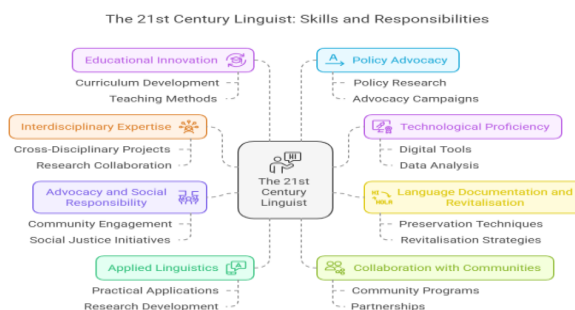 The 21st Century Linguist: Skills and Responsibilities
Educational Innovation
Curriculum Development
Teaching Methods
Interdisciplinary Expertise
Cross-Disciplinary Projects
Research Collaboration
Advocacy and Social
Responsibility
Community Engagement
Social Justice Initiatives
Applied Linguistics
Practical Applications
Research Development
HI
The 21st
Century
Linguist
A
Policy Advocacy
Policy Research
Advocacy Campaigns
Technological Proficiency
Digital Tools
Data Analysis
HI
HOLA
Language Documentation and
Revitalisation
Preservation Techniques
Revitalisation Strategies
Collaboration with Communities
Community Programs
Partnerships